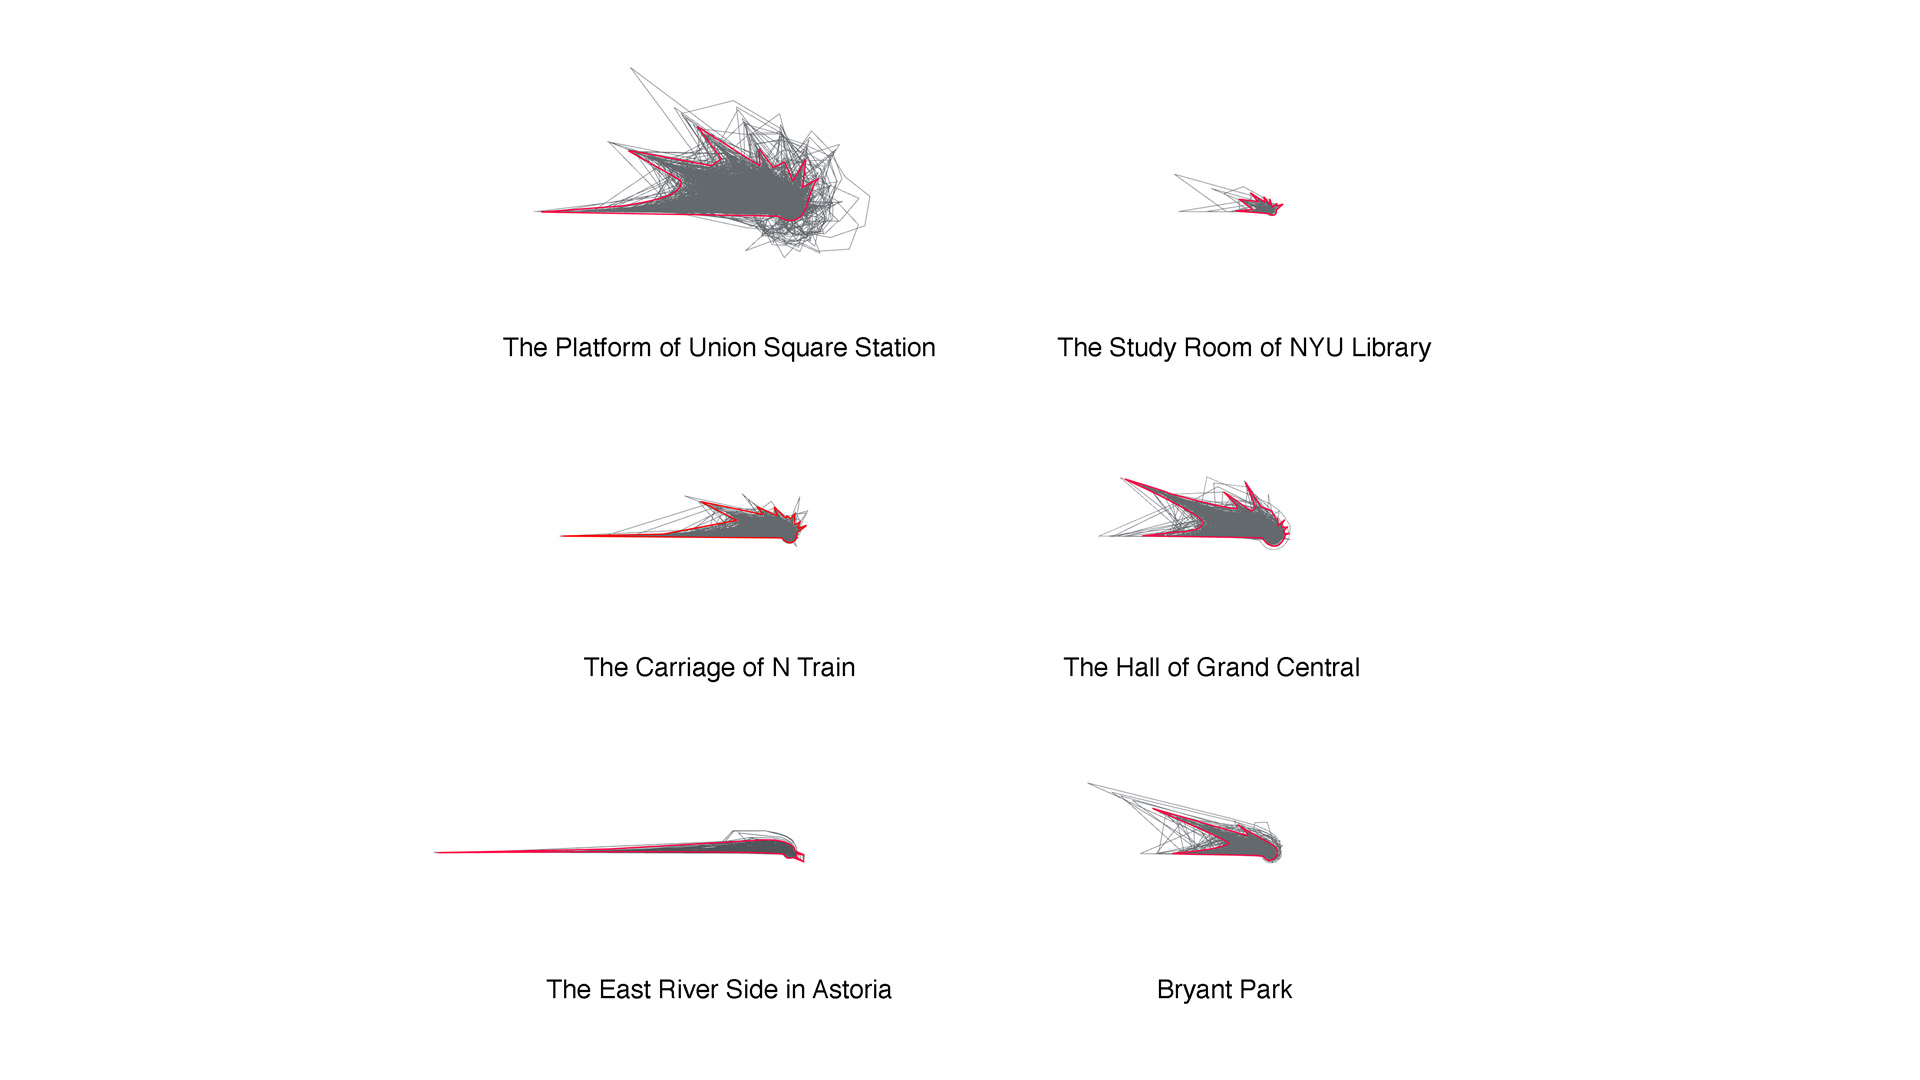 The Platform of Union Square Station
The Study Room of NYU Library
The Carriage of N Train
The Hall of Grand Central
The East River Side in Astoria
Bryant Park